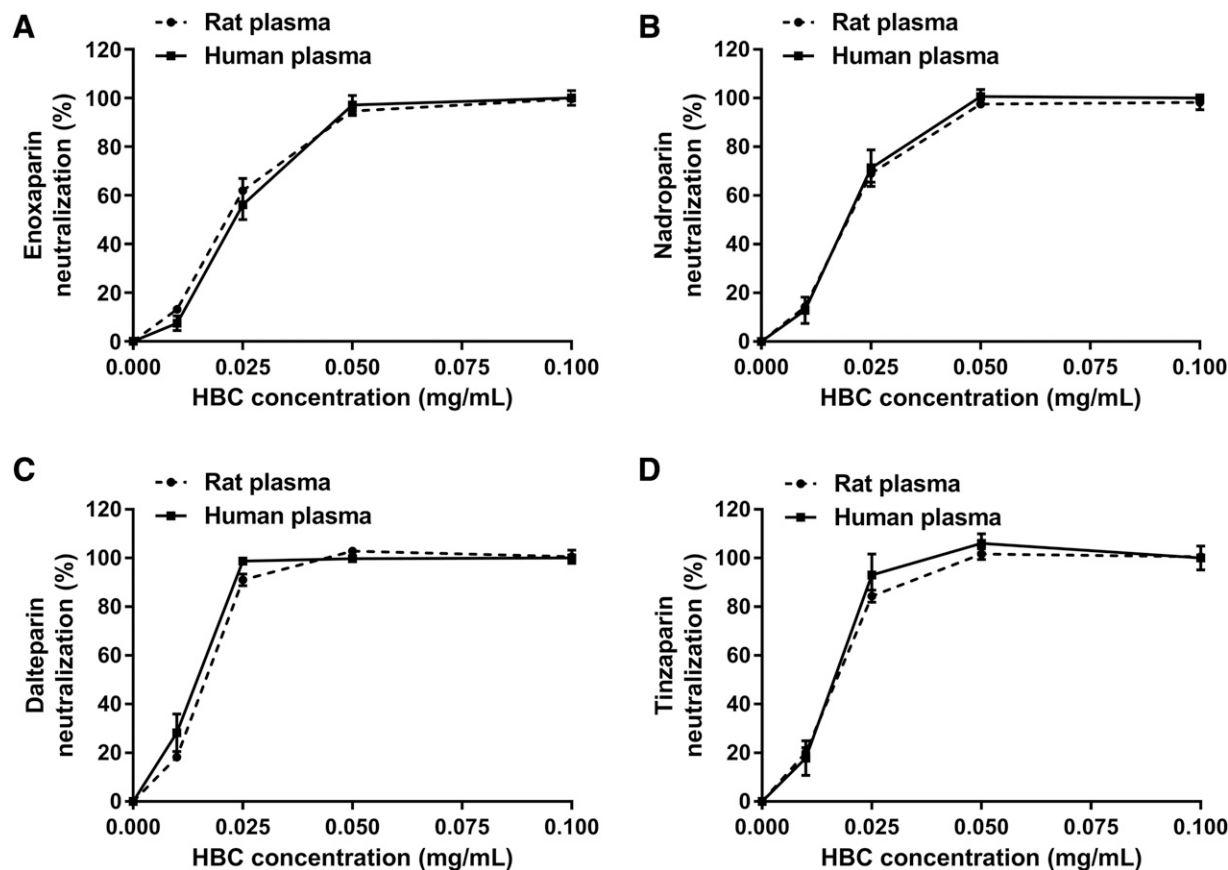 A
Rat plasma
Human plasma
Enoxaparin
neutralization (%)
120
100
80
60
40
20
0
0.000 0.025 0.050 0.075 0.100
HBC concentration (mg/mL)
B
Rat plasma
Human plasma
Nadroparin
neutralization (%)
120
100
80
60
40
20
0
0.000 0.025 0.050 0.075 0.100
HBC concentration (mg/mL)
C
Rat plasma
Human plasma
Dalteparin
neutralization (%)
120
100
80
60
40
20
0
0.000 0.025 0.050 0.075 0.100
HBC concentration (mg/mL)
D
Rat plasma
Human plasma
Tinzaparin
neutralization (%)
120
100
80
60
40
20
0
0.000 0.025 0.050 0.075 0.100
HBC concentration (mg/mL)